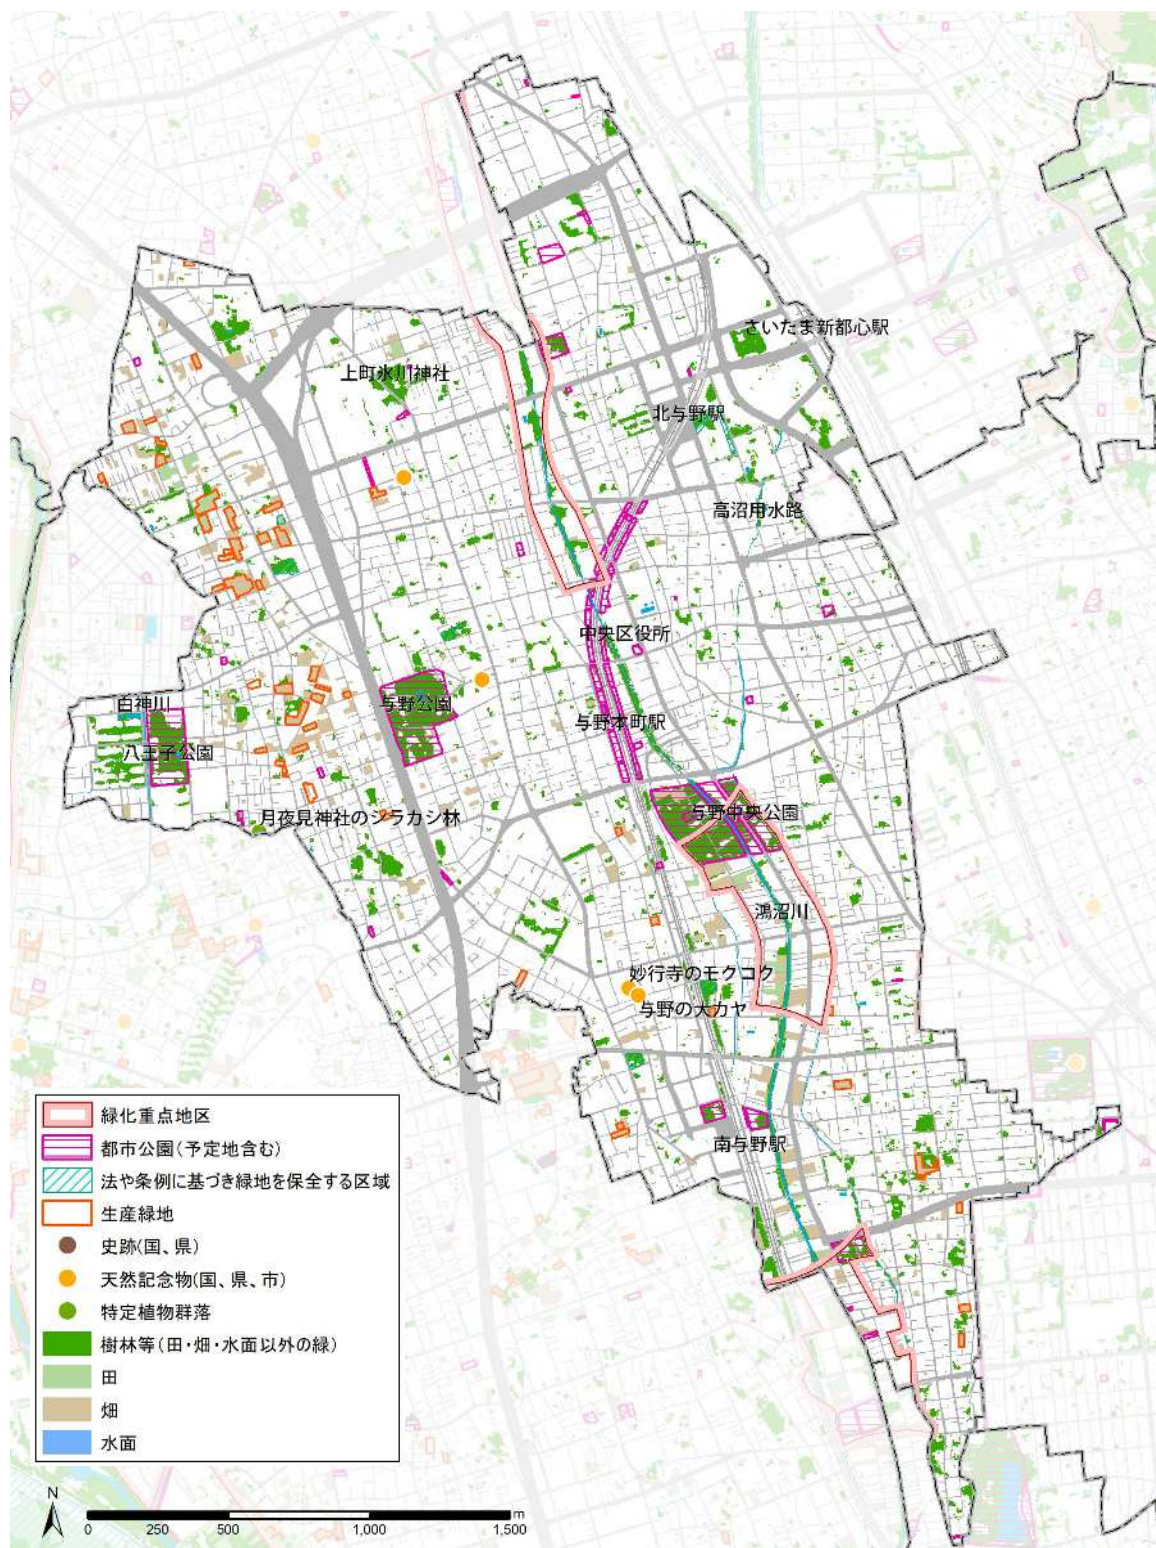 さいたま新都心駅
上町氷川神社
北与野駅
高沼用水路
中央区役所
与野公園
白神川
与野本町駅
八王子公園
与野中央公園
月夜見神社のシラカシ林
鴻沼川
妙行寺のモクコク
与野の大カヤ
南与野駅
緑化重点地区
都市公園(予定地含む)
法や条例に基づき緑地を保全する区域
生産緑地
史跡(国、県)
天然記念物(国、県、市)
特定植物群落
樹林等(田・畑・水面以外の緑)
田
畑
水面
N
m
0 250 500 1,000 1,500